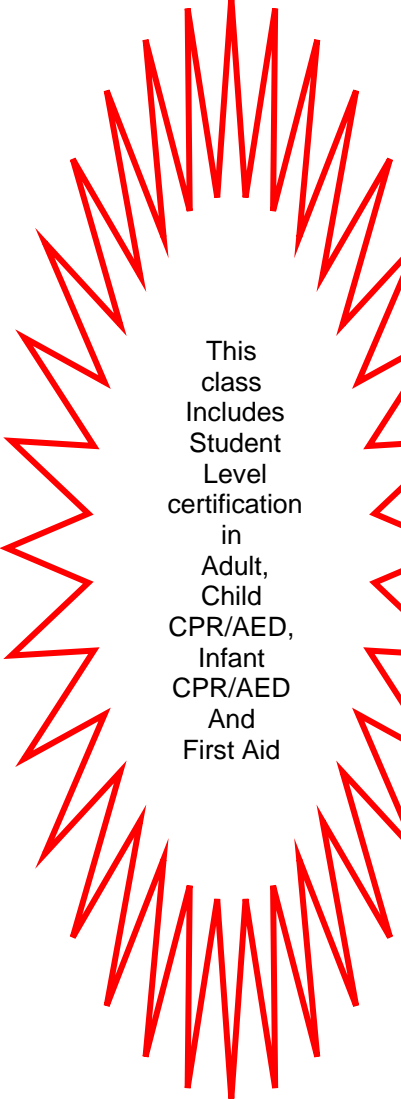 This
class
Includes
Student
Level
certification
in
Adult,
Child
CPR/AED,
Infant
CPR/AED
And
First Aid